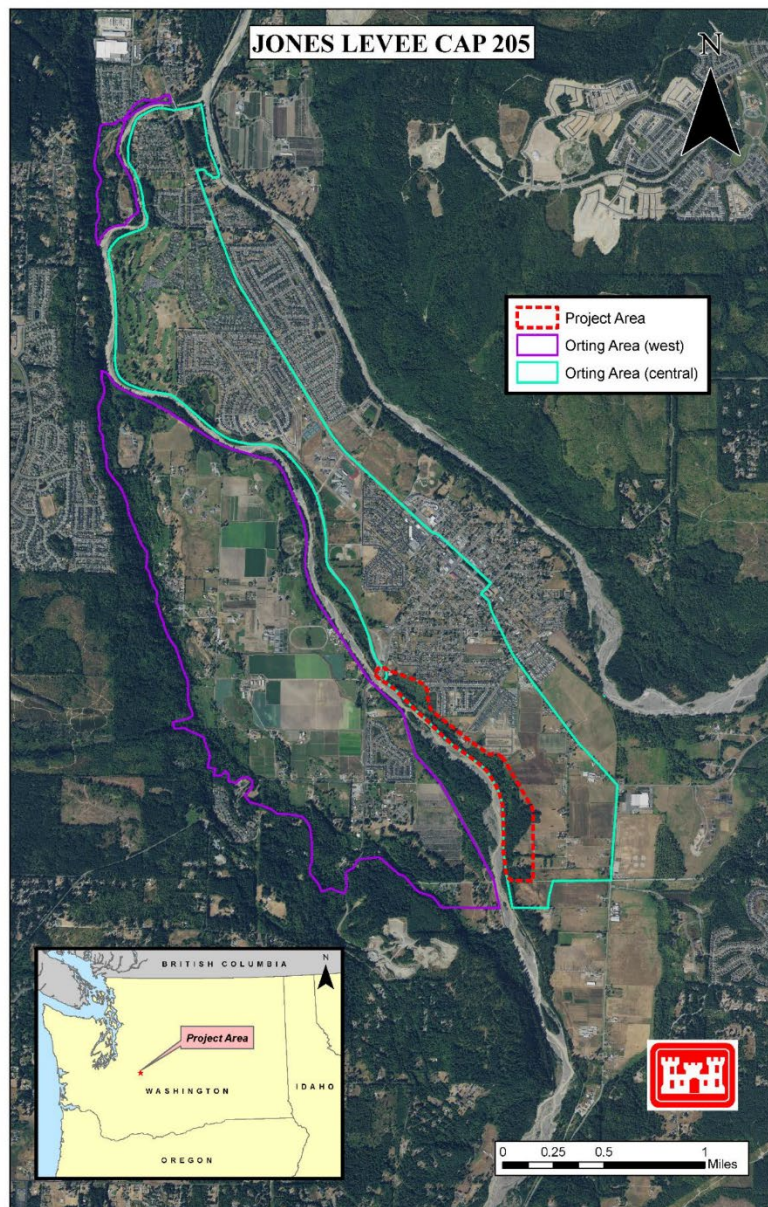 JONES LEVEE CAP 205
N
Project Area
Orting Area (west)
Orting Area (central)
BRITISH COLUMBIA
N
Project Area
WASHINGTON
IDAHO
OREGON
0 0.25 0.5 1
Miles